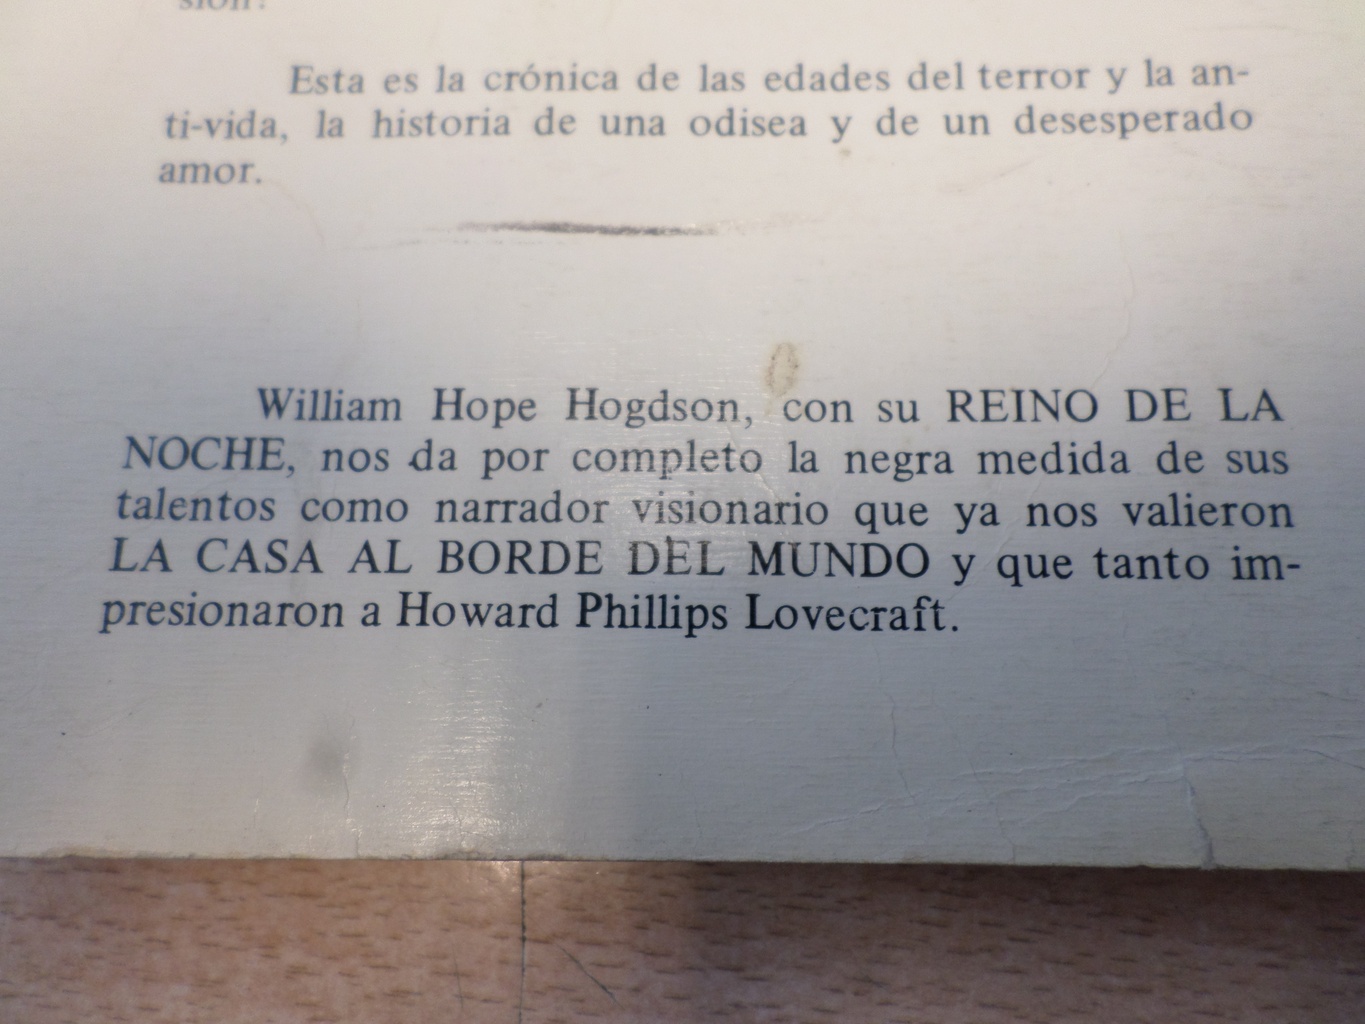 sion?
Esta es la crónica de las edades del terror y la an-
ti-vida, la historia de una odisea y de un desesperado
amor.
William Hope Hogdson, con su REINO DE LA
NOCHE, nos da por completo la negra medida de sus
talentos como narrador visionario que ya nos valieron
LA CASA AL BORDE DEL MUNDO y que tanto im-
presionaron a Howard Phillips Lovecraft.